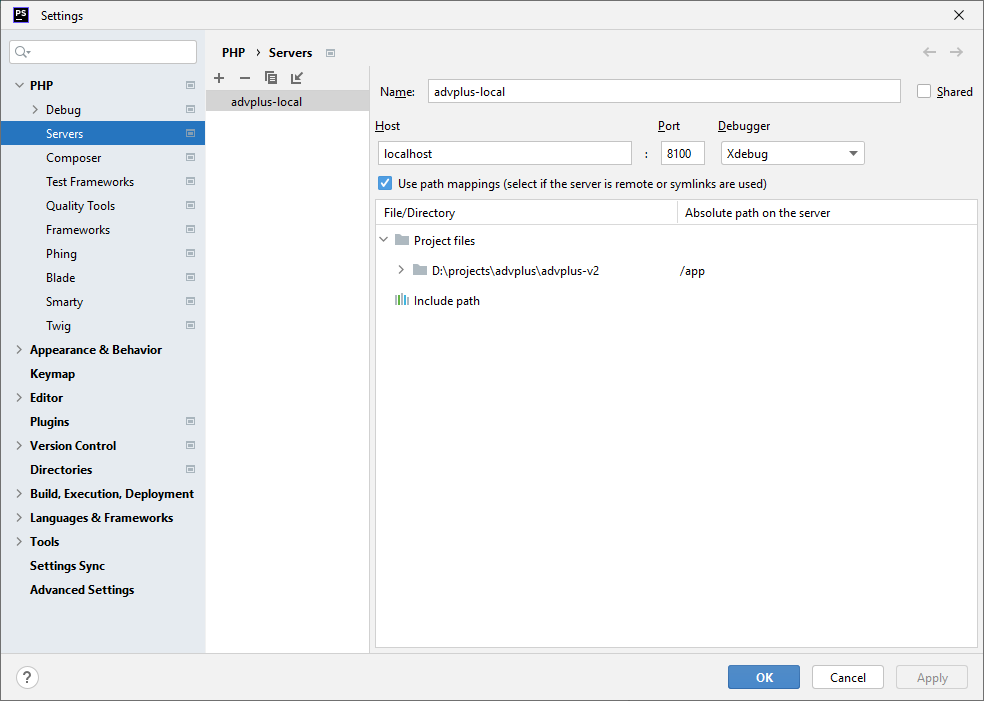 PS Settings
PHP
Debug
Servers
Composer
Test Frameworks
Quality Tools
Frameworks
Phing
Blade
Smarty
Twig
Appearance & Behavior
Keymap
Editor
Plugins
Version Control
Directories
Build, Execution, Deployment
Languages & Frameworks
Tools
Settings Sync
Advanced Settings
PHP › Servers
advplus-local
Name: advplus-local Shared
Host Port Debugger
localhost : 8100 Xdebug
Use path mappings (select if the server is remote or symlinks are used)
File/Directory Absolute path on the server
Project files
D:\projects\advplus\advplus-v2 /app
Include path
? OK Cancel Apply